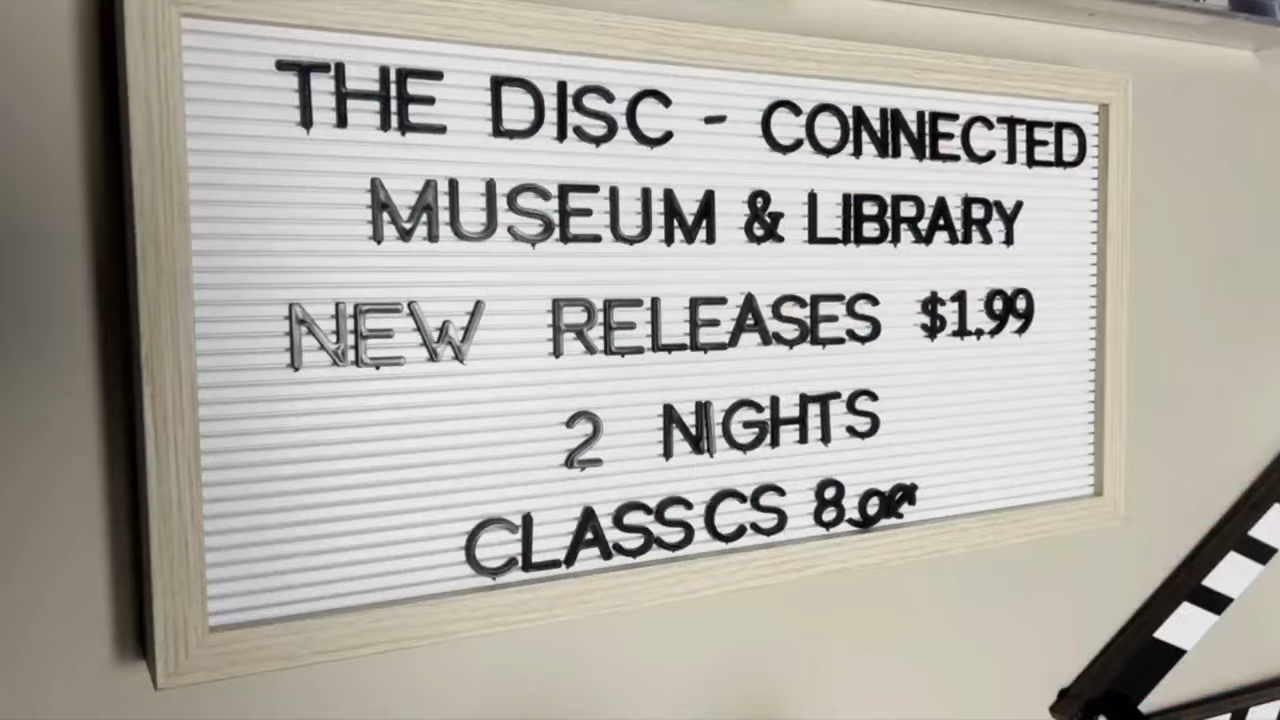 THE DISC - CONNECTED
MUSEUM & LIBRARY
NEW RELEASES $1.99
2 NIGHTS
CLASSCS